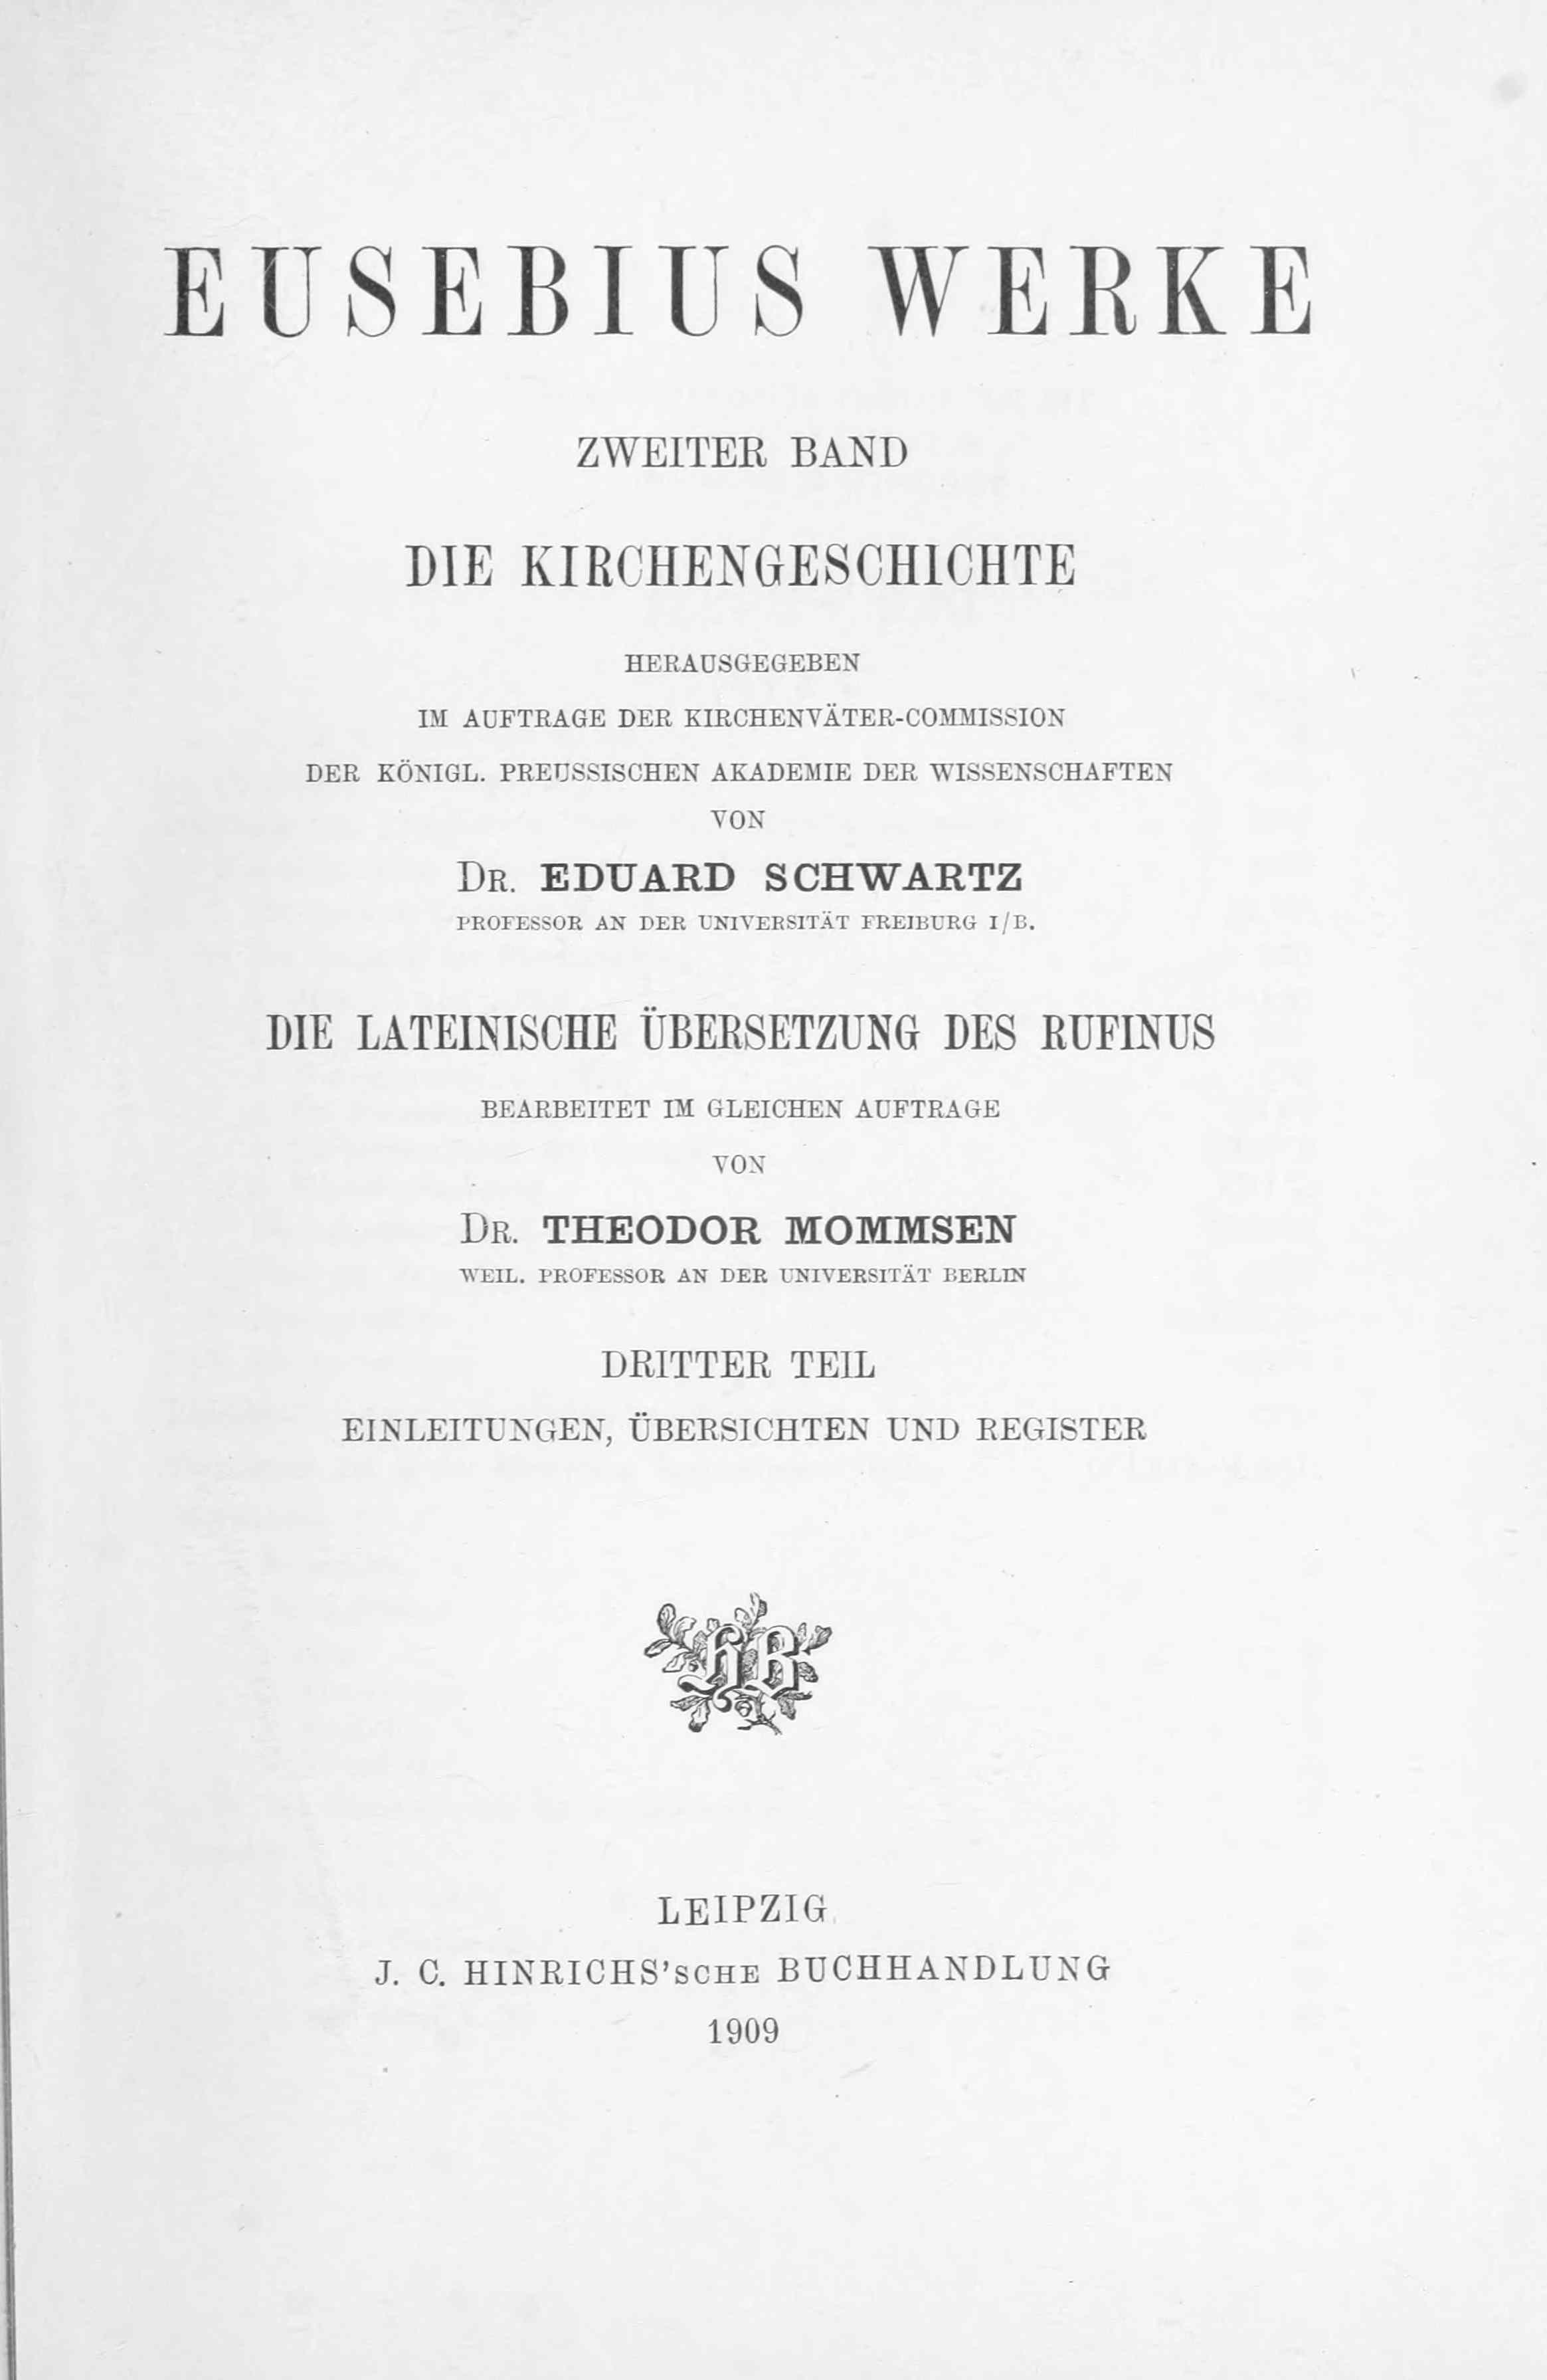 EUSEBIUS WERKE
ZWEITER BAND
DIE KIRCHENGESCHICHTE
HERAUSGEGEBEN
IM AUFTRAGE DER KIRCHENVÄTER-COMMISSION
DER KÖNIGL. PREUSSISCHEN AKADEMIE DER WISSENSCHAFTEN
VON
DR. EDUARD SCHWARTZ
PROFESSOR AN DER UNIVERSITÄT FREIBURG I/B.
DIE LATEINISCHE ÜBERSETZUNG DES RUFINUS
BEARBEITET IM GLEICHEN AUFTRAGE
VON
DR. THEODOR MOMMSEN
WEIL. PROFESSOR AN DER UNIVERSITÄT BERLIN
DRITTER TEIL
EINLEITUNGEN, ÜBERSICHTEN UND REGISTER
HB
LEIPZIG
J. C. HINRICHS'SCHE BUCHHANDLUNG
1909